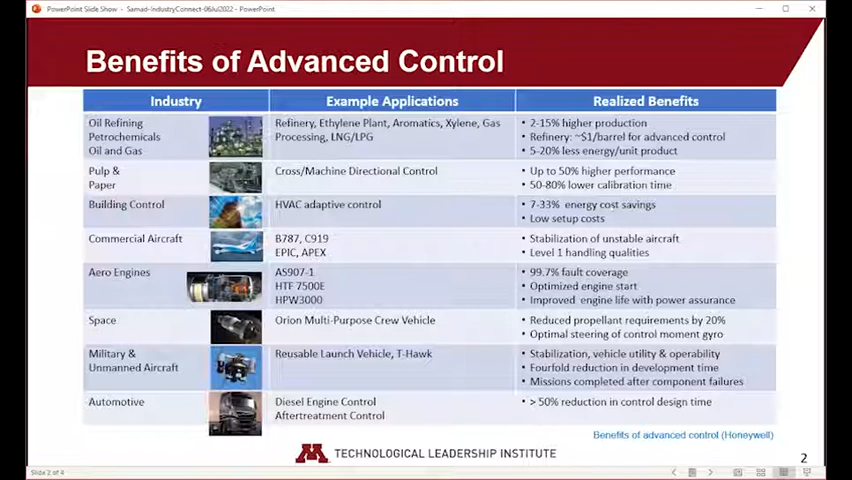 PowerPoint Slide Show - Samad-IndustryConnect-06Jul2022 - PowerPoint
Benefits of Advanced Control
Industry Example Applications Realized Benefits
Oil Refining
Petrochemicals
Oil and Gas
Refinery, Ethylene Plant, Aromatics, Xylene, Gas
Processing, LNG/LPG
• 2-15% higher production
• Refinery: ~$1/barrel for advanced control
• 5-20% less energy/unit product
Pulp &
Paper
Cross/Machine Directional Control
• Up to 50% higher performance
• 50-80% lower calibration time
Building Control
HVAC adaptive control
• 7-33% energy cost savings
• Low setup costs
Commercial Aircraft
B787, C919
EPIC, APEX
• Stabilization of unstable aircraft
• Level 1 handling qualities
Aero Engines
AS907-1
HTF 7500E
HPW3000
• 99.7% fault coverage
• Optimized engine start
• Improved engine life with power assurance
Space
Orion Multi-Purpose Crew Vehicle
• Reduced propellant requirements by 20%
• Optimal steering of control moment gyro
Military &
Unmanned Aircraft
Reusable Launch Vehicle, T-Hawk
• Stabilization, vehicle utility & operability
• Fourfold reduction in development time
• Missions completed after component failures
Automotive
Diesel Engine Control
Aftertreatment Control
• > 50% reduction in control design time
Benefits of advanced control (Honeywell)
M TECHNOLOGICAL LEADERSHIP INSTITUTE
2
Slide 2 of 4